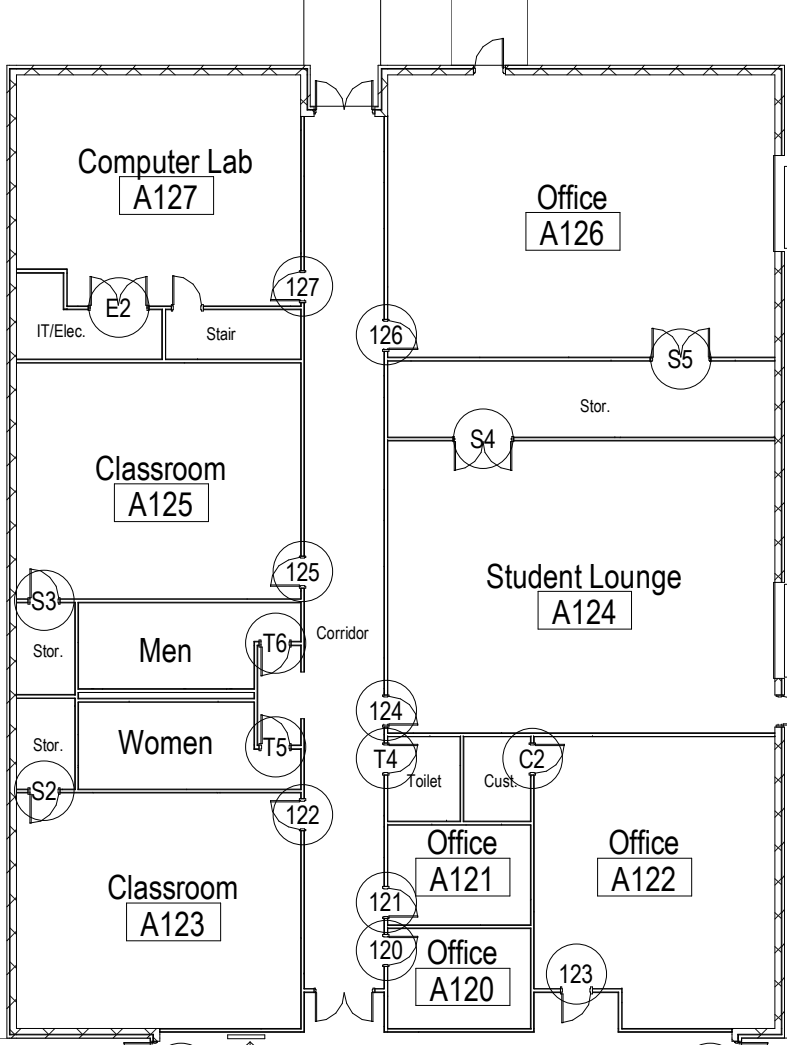 Computer Lab
A127
Office
A126
127
E2
IT/Elec.
Stair
126
S5
Stor.
S4
Classroom
A125
125
S3
Student Lounge
A124
Stor.
Men
T6
Corridor
124
Stor.
Women
T5
T4
C2
Toilet
Cust.
S2
122
Classroom
A123
Office
A121
Office
A122
121
120
Office
A120
123